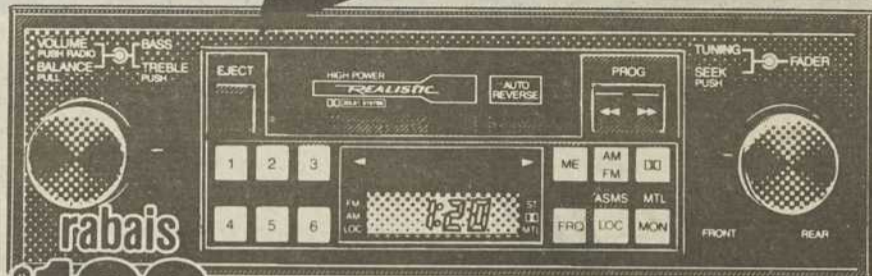 VOLUME BASS
PUSH RADIO
BALANCE TREBLE
PULL PUSH
EJECT
HIGH POWER
REALISTIC
DOLBY SYSTEM
AUTO
REVERSE
PROG
TUNING
FADER
SEEK
PUSH
1 2 3
ME AM
FM
FM ST
AM
LOC MTL
1:20
ASMS MTL
4 5 6
FRQ LOC MON
FRONT REAR
rabais